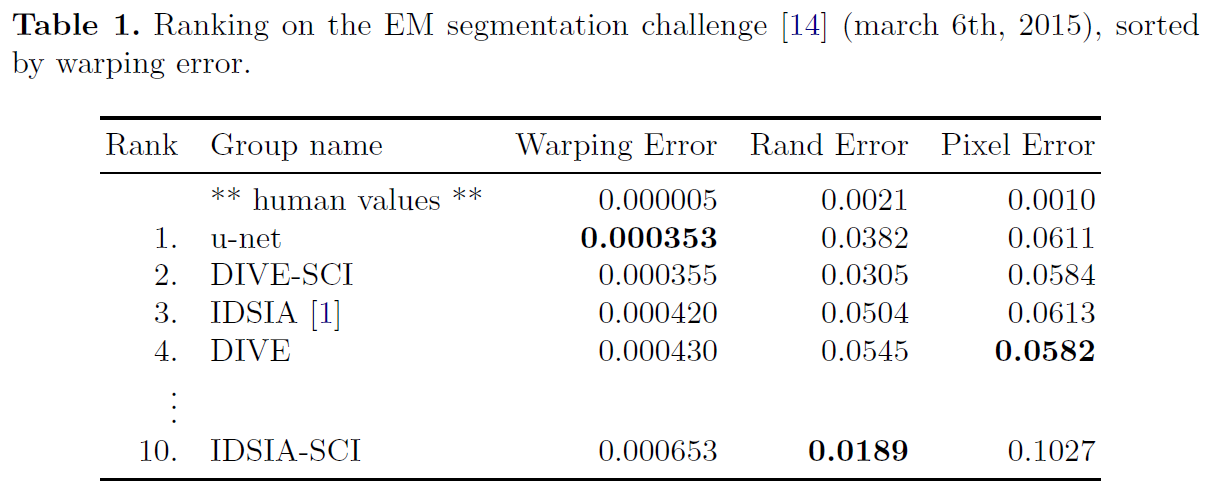 Table 1. Ranking on the EM segmentation challenge [14] (march 6th, 2015), sorted
by warping error.
Rank Group name Warping Error Rand Error Pixel Error
** human values ** 0.000005 0.0021 0.0010
1. u-net 0.000353 0.0382 0.0611
2. DIVE-SCI 0.000355 0.0305 0.0584
3. IDSIA [1] 0.000420 0.0504 0.0613
4. DIVE 0.000430 0.0545 0.0582
⋮
10. IDSIA-SCI 0.000653 0.0189 0.1027